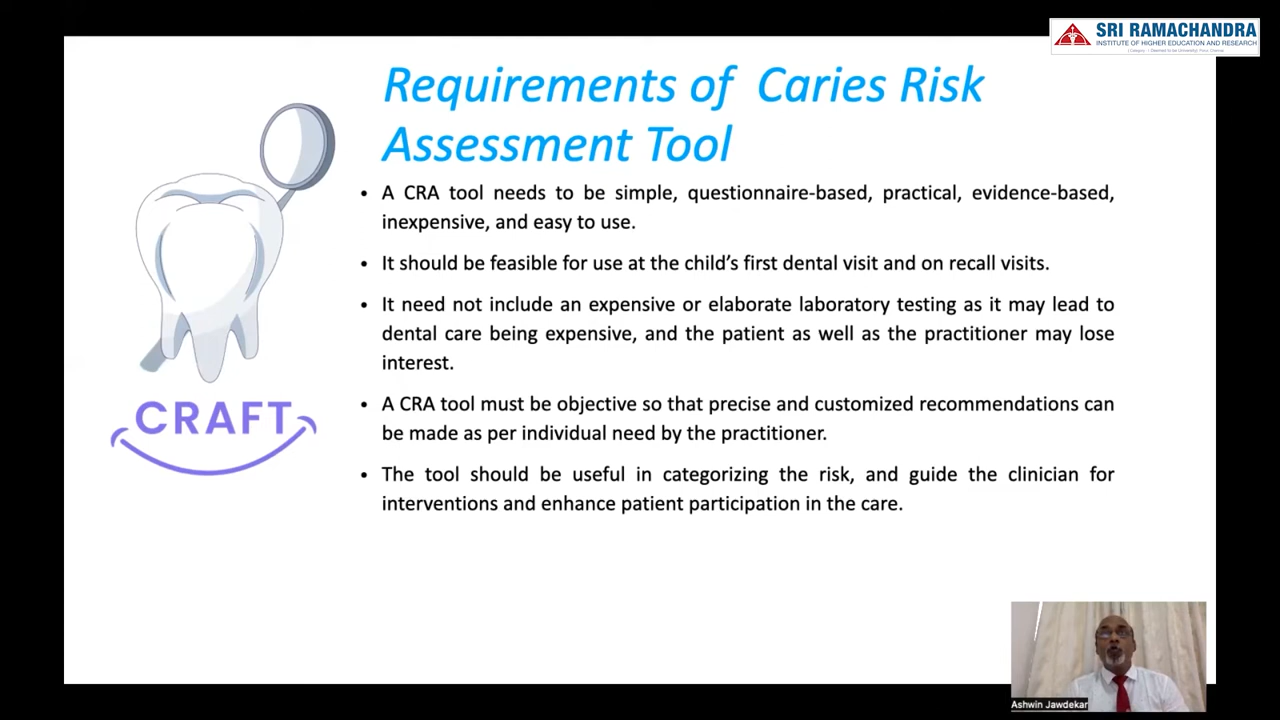 SRI RAMACHANDRA
INSTITUTE OF HIGHER EDUCATION AND RESEARCH
Requirements of Caries Risk
Assessment Tool
• A CRA tool needs to be simple, questionnaire-based, practical, evidence-based,
inexpensive, and easy to use.
• It should be feasible for use at the child's first dental visit and on recall visits.
• It need not include an expensive or elaborate laboratory testing as it may lead to
dental care being expensive, and the patient as well as the practitioner may lose
interest.
• A CRA tool must be objective so that precise and customized recommendations can
be made as per individual need by the practitioner.
• The tool should be useful in categorizing the risk, and guide the clinician for
interventions and enhance patient participation in the care.
CRAFT
Ashwin Jawdekar